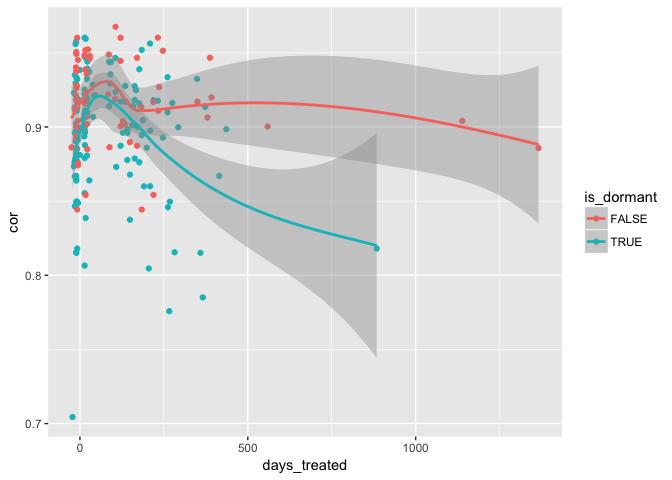 0.9
0.8
0.7
cor
0
500
1000
days_treated
is_dormant
FALSE
TRUE